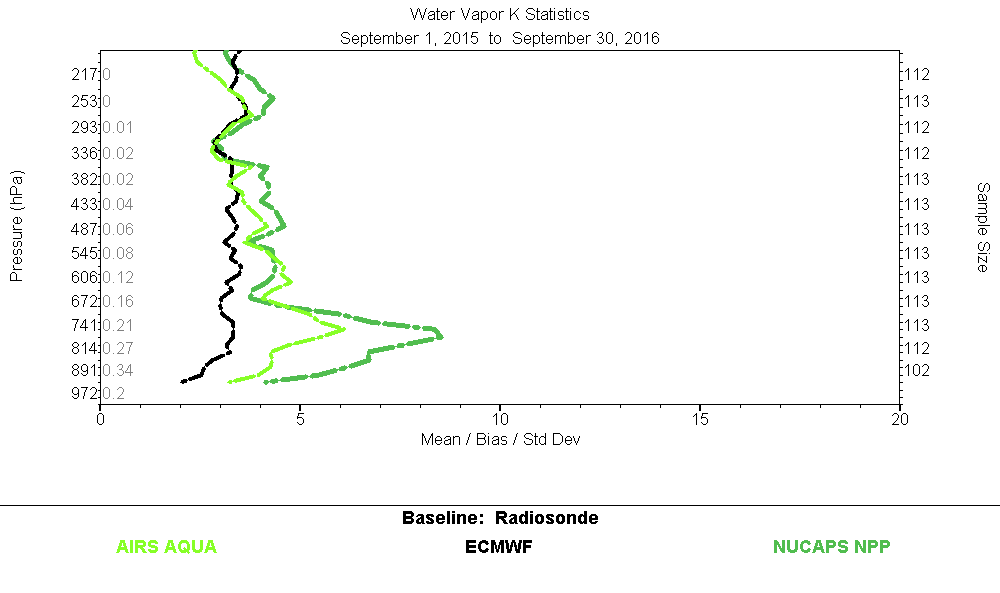 Water Vapor K Statistics
September 1, 2015 to September 30, 2016
217 0 112
253 0 113
293 0.01 112
336 0.02 112
382 0.02 113
433 0.04 113
487 0.06 113
545 0.08 113
606 0.12 113
672 0.16 113
741 0.21 113
814 0.27 112
891 0.34 102
972 0.2
Pressure (hPa)
Sample Size
0 5 10 15 20
Mean / Bias / Std Dev
Baseline: Radiosonde
AIRS AQUA ECMWF NUCAPS NPP